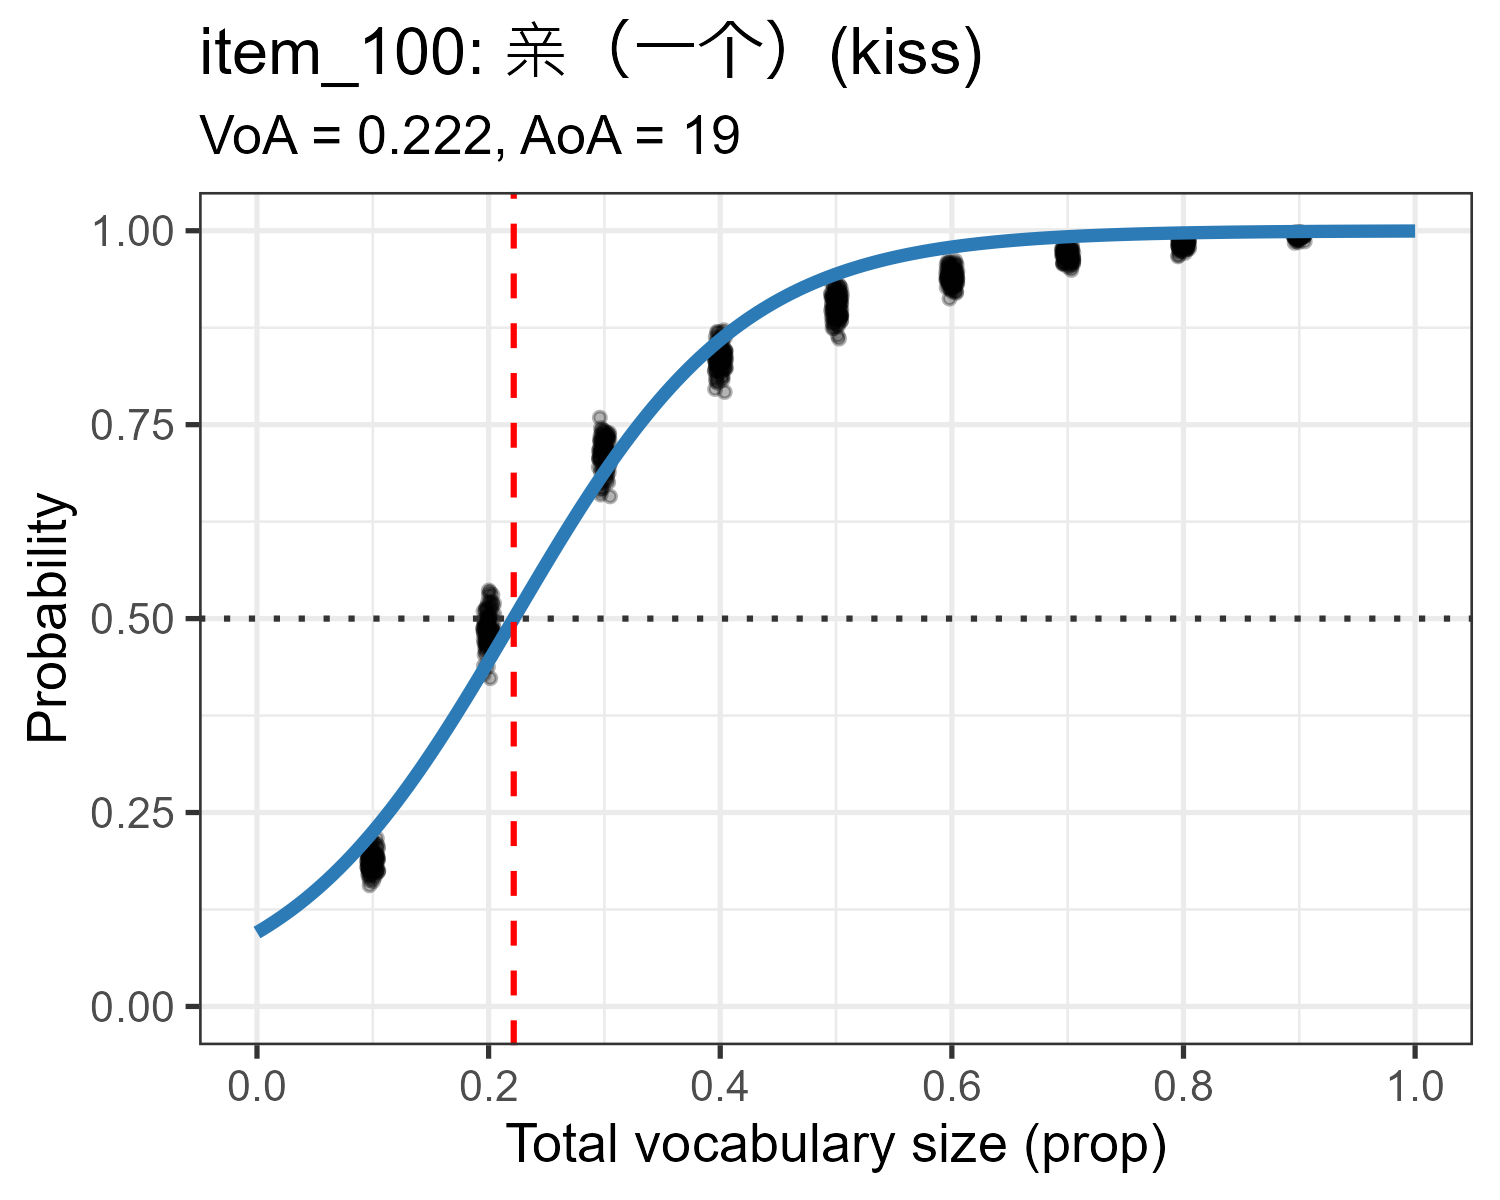 item_100: 亲（一个）(kiss)
VoA = 0.222, AoA = 19
1.00
0.75
0.50
0.25
0.00
Probability
0.0 0.2 0.4 0.6 0.8 1.0
Total vocabulary size (prop)